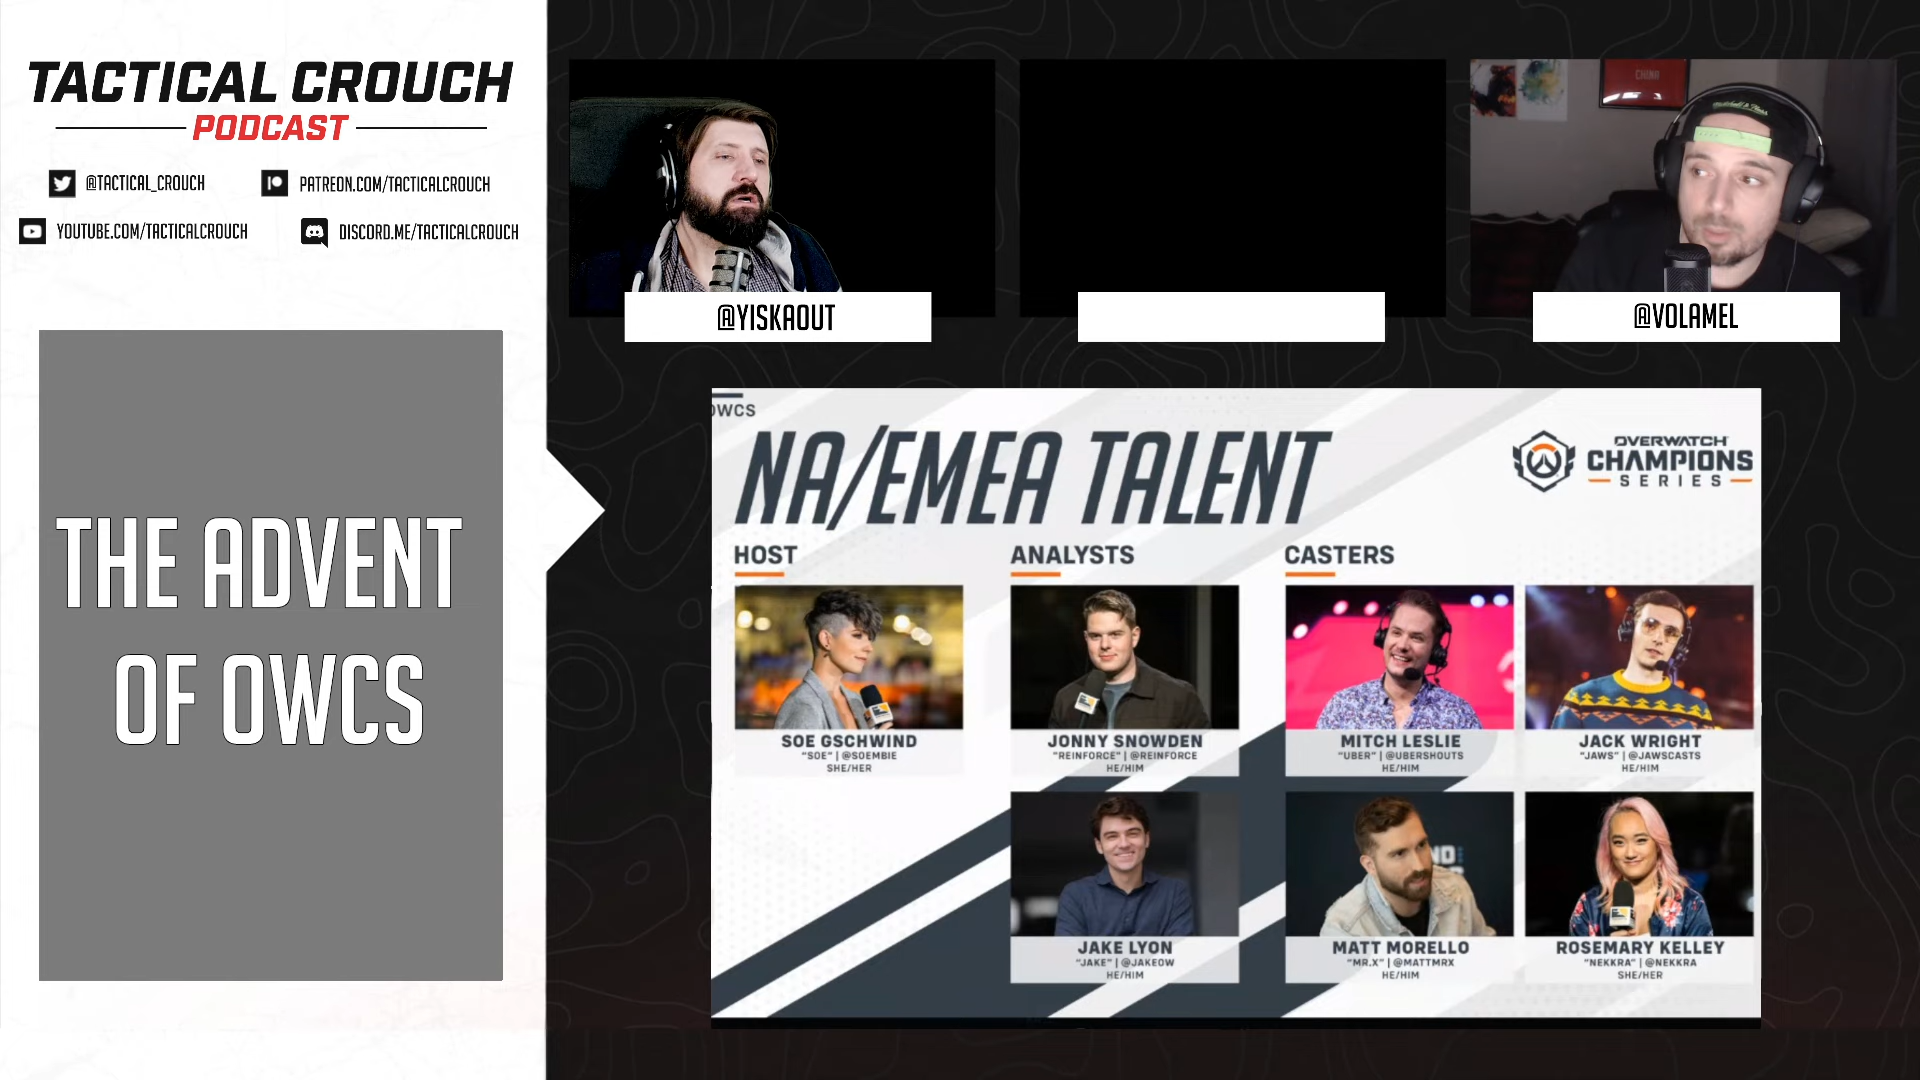 TACTICAL CROUCH
PODCAST
@TACTICAL_CROUCH
PATREON.COM/TACTICALCROUCH
YOUTUBE.COM/TACTICALCROUCH
DISCORD.ME/TACTICALCROUCH
THE ADVENT
OF OWCS
CHINA
@YISKAOUT
@VOLAMEL
OWCS
NA/EMEA TALENT
OVERWATCH
CHAMPIONS
SERIES
HOST
ANALYSTS
CASTERS
SOE GSCHWIND
"SOE" | @SOEMBIE
SHE/HER
JONNY SNOWDEN
"REINFORCE" | @REINFORCE
HE/HIM
MITCH LESLIE
"UBER" | @UBERSHOUTS
HE/HIM
JACK WRIGHT
"JAWS" | @JAWSCASTS
HE/HIM
JAKE LYON
"JAKE" | @JAKEOW
HE/HIM
MATT MORELLO
"MR.X" | @MATTMRX
HE/HIM
ROSEMARY KELLEY
"NEKKRA" | @NEKKRA
SHE/HER